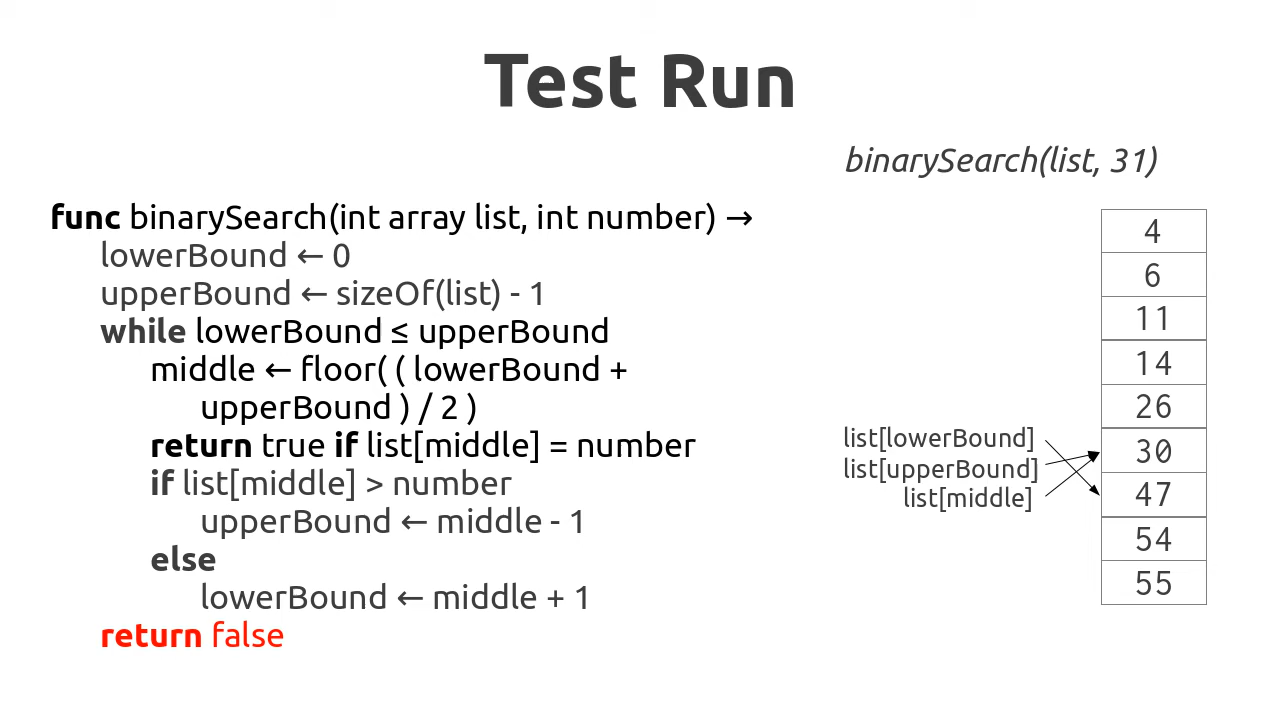 Test Run
binarySearch(list, 31)
func binarySearch(int array list, int number) →
lowerBound ← 0
upperBound ← sizeOf(list) - 1
while lowerBound ≤ upperBound
middle ← floor( ( lowerBound +
upperBound ) / 2 )
return true if list[middle] = number
if list[middle] > number
upperBound ← middle - 1
else
lowerBound ← middle + 1
return false
list[lowerBound]
list[upperBound]
list[middle]
4
6
11
14
26
30
47
54
55